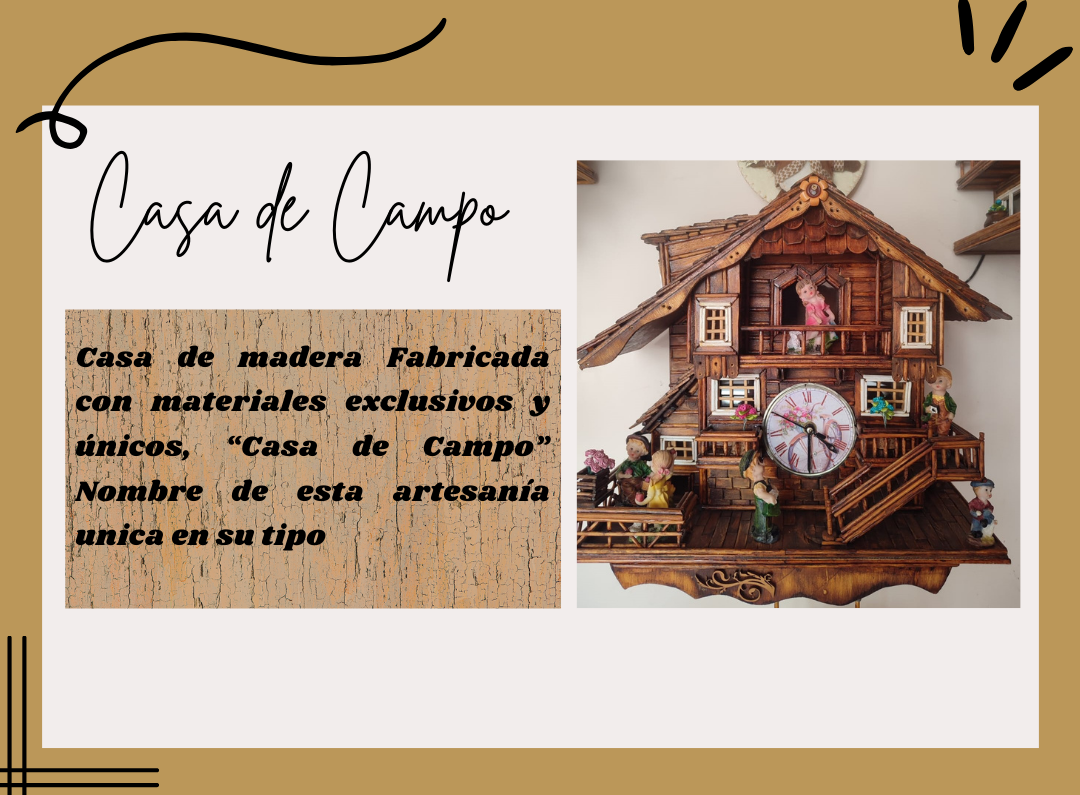 Casa de Campo
Casa de madera Fabricada
con materiales exclusivos y
únicos, “Casa de Campo”
Nombre de esta artesanía
unica en su tipo